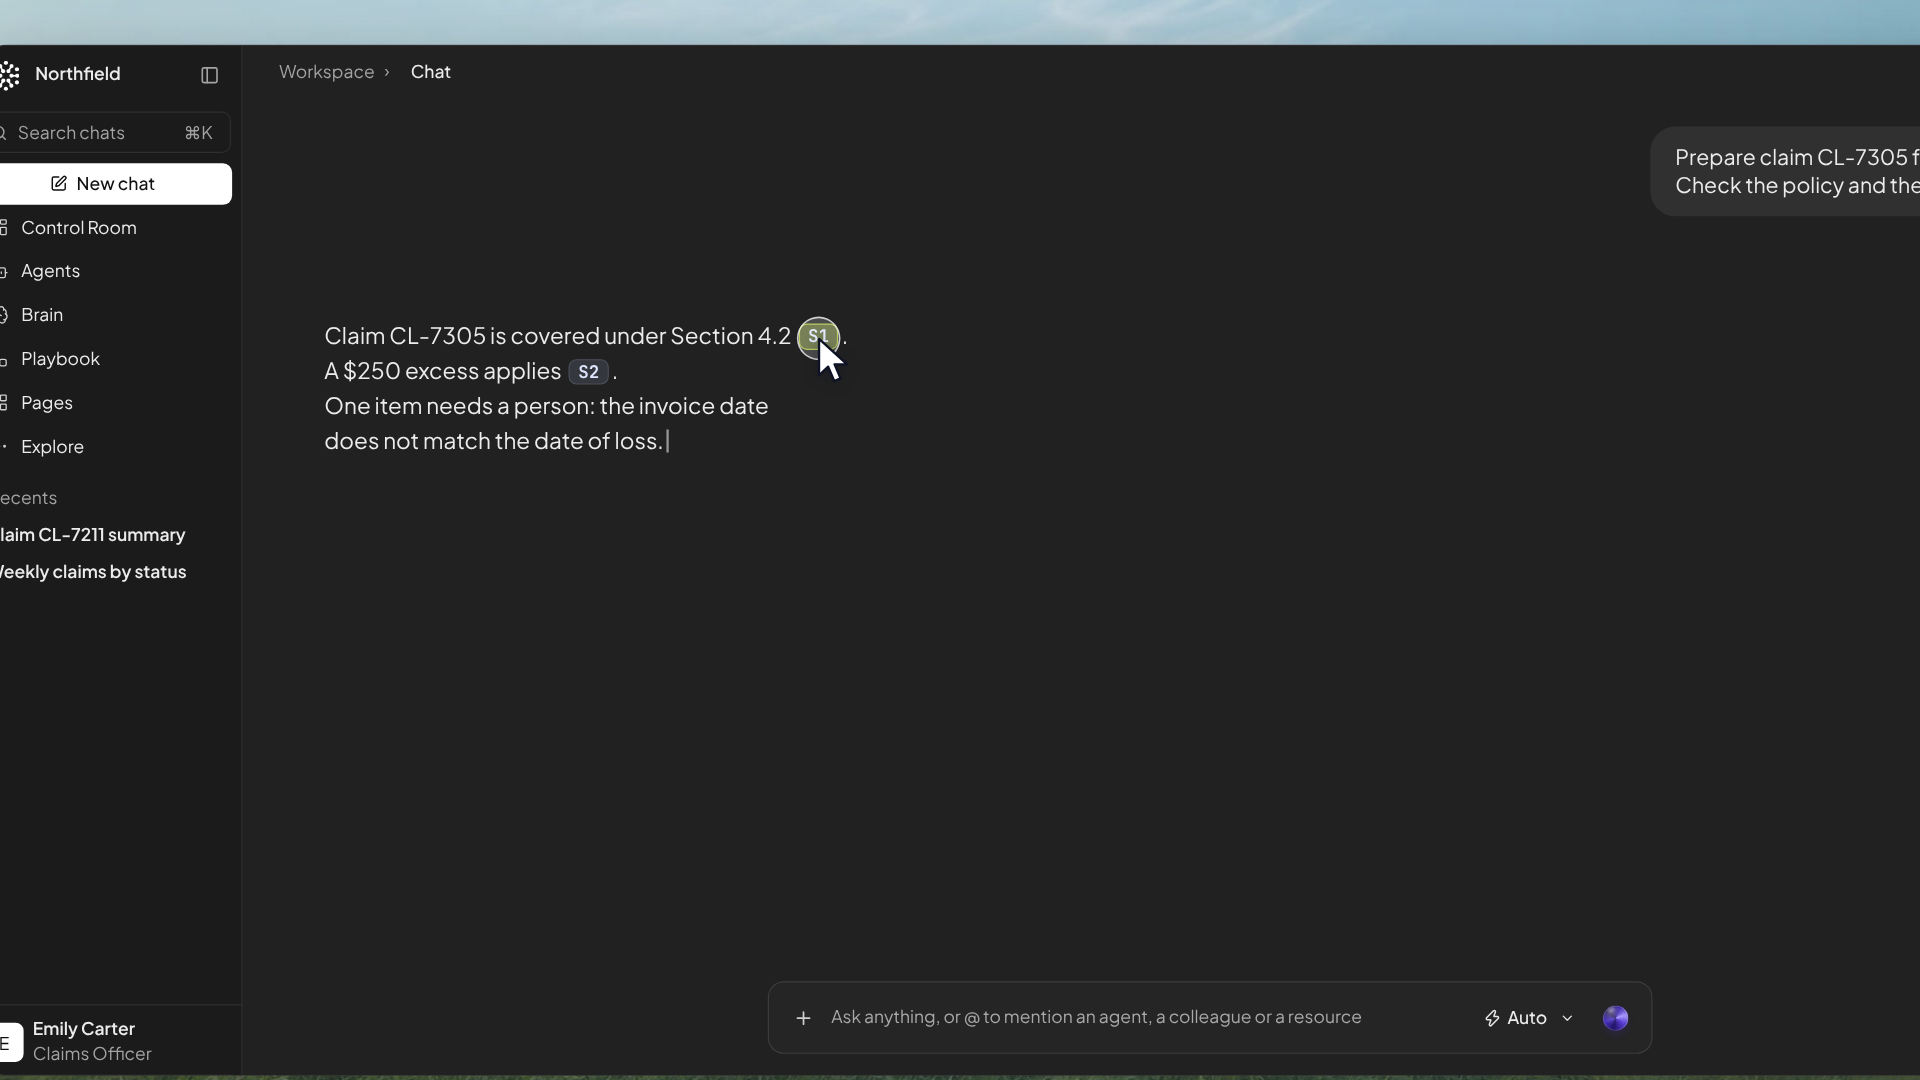 Northfield
Workspace › Chat
Search chats ⌘K
New chat
Control Room
Agents
Brain
Playbook
Pages
Explore
ecents
laim CL-7211 summary
eekly claims by status
Emily Carter
Claims Officer
E
Prepare claim CL-7305 f
Check the policy and the
Claim CL-7305 is covered under Section 4.2 S1 .
A $250 excess applies S2 .
One item needs a person: the invoice date
does not match the date of loss.
Ask anything, or @ to mention an agent, a colleague or a resource
Auto